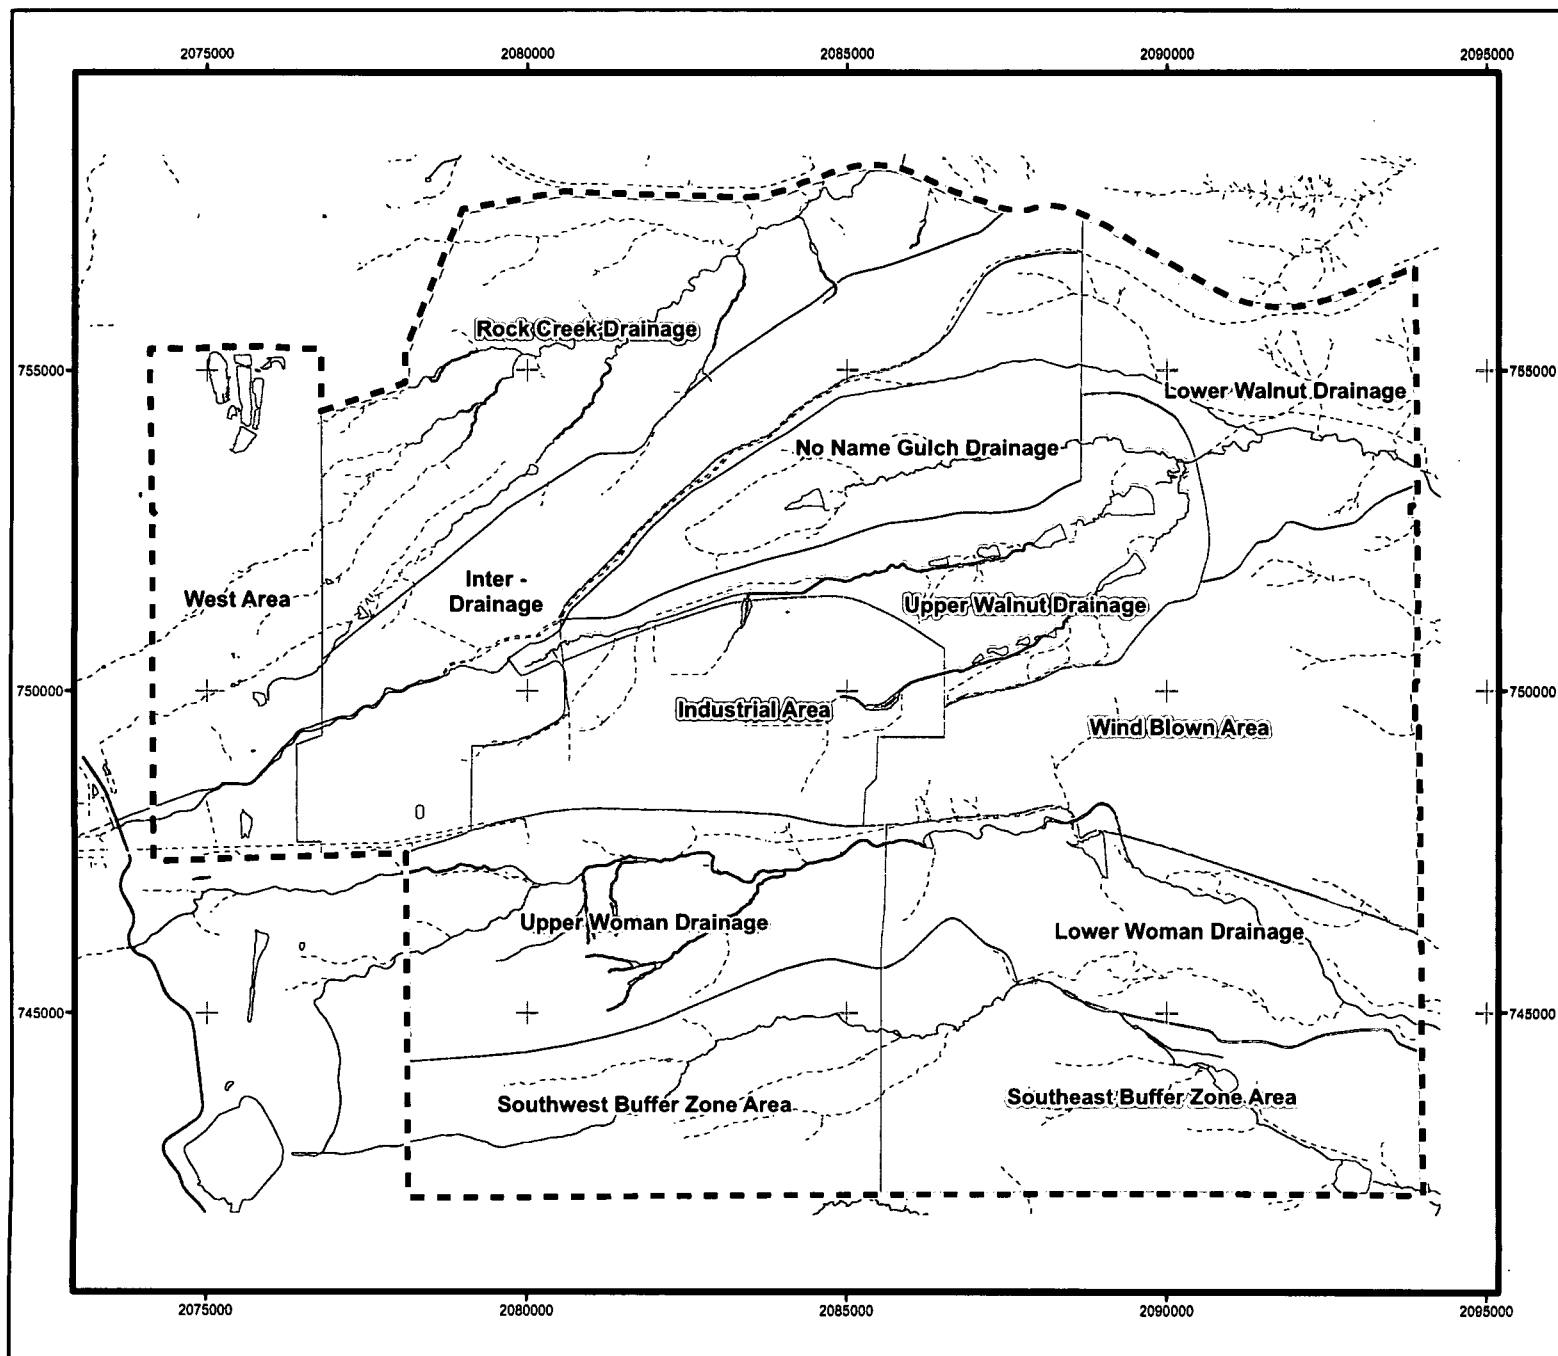 2075000 2080000 2085000 2090000 2095000
Rock Creek Drainage
755000 755000
Lower Walnut Drainage
No Name Gulch Drainage
Inter -
Drainage
West Area
Upper Walnut Drainage
750000 750000
Industrial Area
Wind Blown Area
Upper Woman Drainage
Lower Woman Drainage
745000 745000
Southwest Buffer Zone Area
Southeast Buffer Zone Area
2075000 2080000 2085000 2090000 2095000